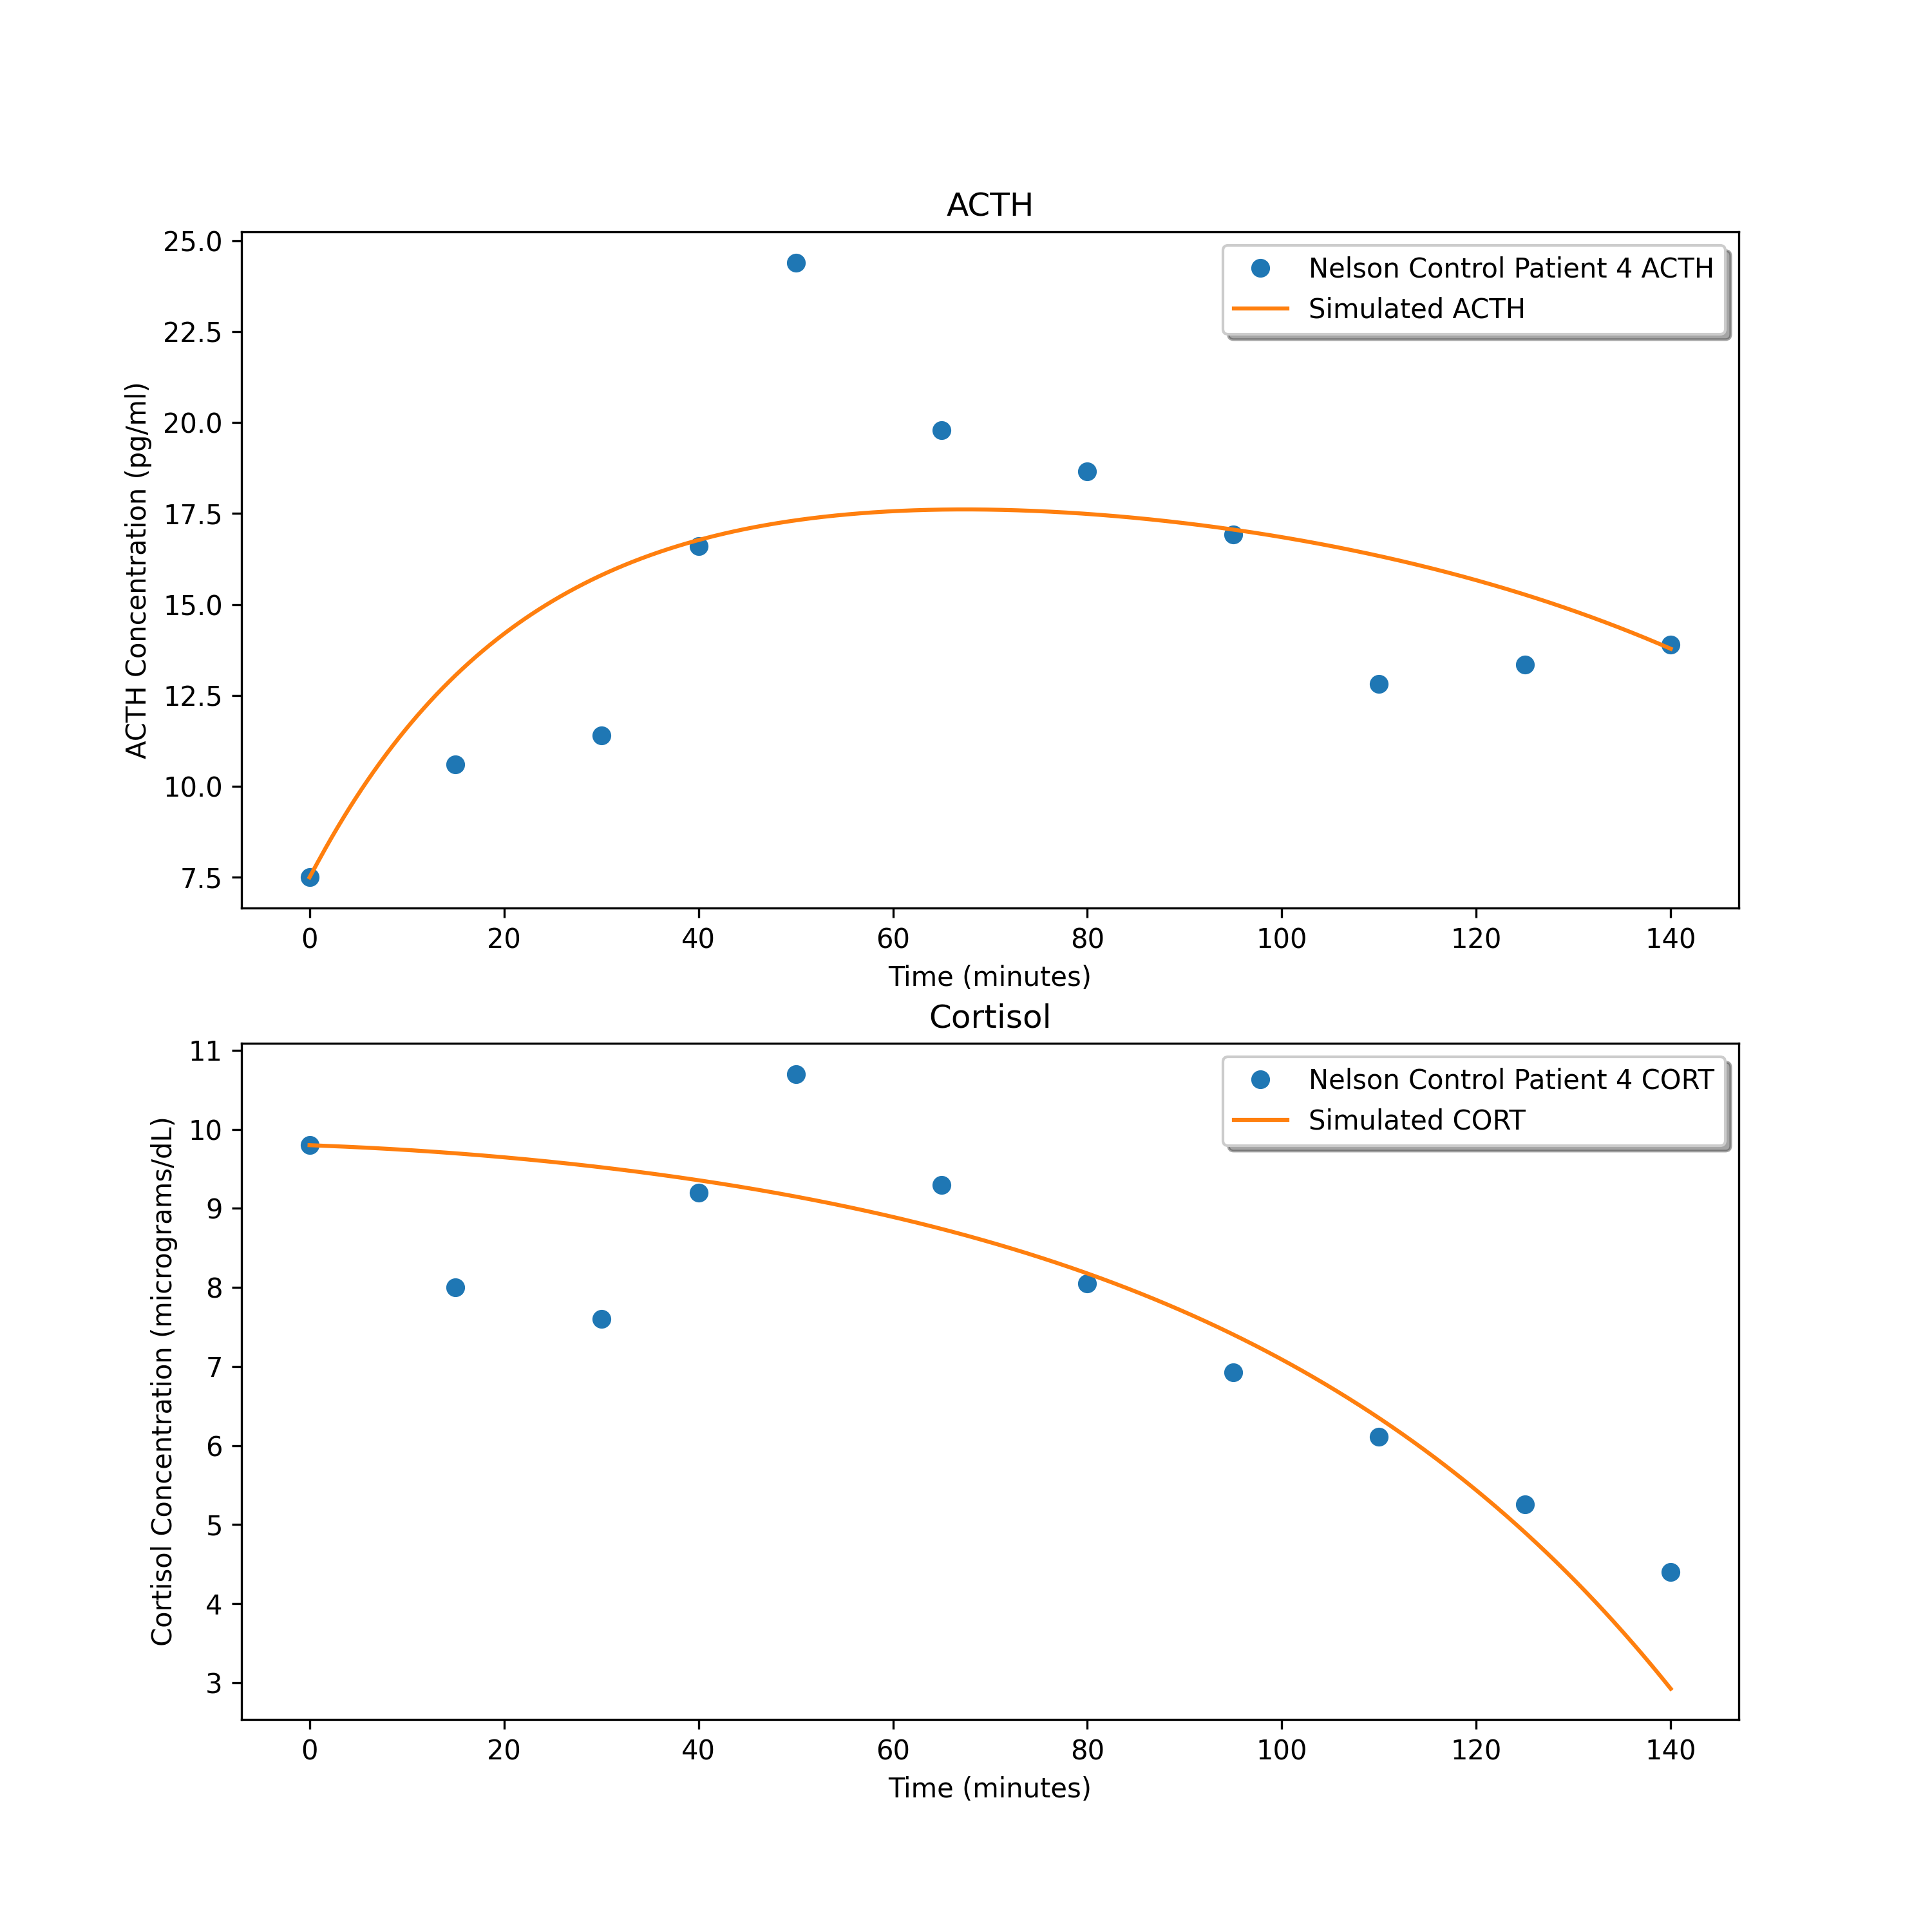 ACTH
25.0
22.5
20.0
17.5
15.0
12.5
10.0
7.5
ACTH Concentration (pg/ml)
Nelson Control Patient 4 ACTH
Simulated ACTH
0 20 40 60 80 100 120 140
Time (minutes)
Cortisol
11
10
9
8
7
6
5
4
3
Cortisol Concentration (micrograms/dL)
Nelson Control Patient 4 CORT
Simulated CORT
0 20 40 60 80 100 120 140
Time (minutes)